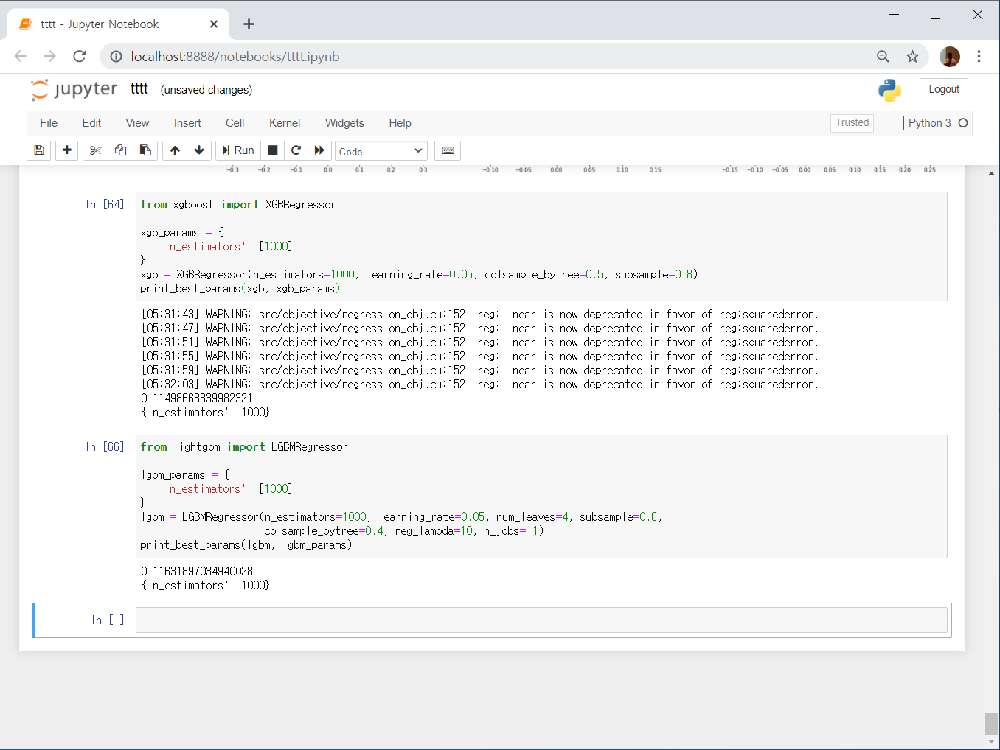 tttt - Jupyter Notebook
localhost:8888/notebooks/tttt.ipynb
jupyter tttt (unsaved changes)
Logout
File Edit View Insert Cell Kernel Widgets Help
Trusted Python 3
Run Code
−0.3 −0.2 −0.1 0.0 0.1 0.2 0.3 −0.10 −0.05 0.00 0.05 0.10 0.15 −0.15 −0.10 −0.05 0.00 0.05 0.10 0.15 0.20 0.25
In [64]: from xgboost import XGBRegressor
xgb_params = {
'n_estimators': [1000]
}
xgb = XGBRegressor(n_estimators=1000, learning_rate=0.05, colsample_bytree=0.5, subsample=0.8)
print_best_params(xgb, xgb_params)
[05:31:43] WARNING: src/objective/regression_obj.cu:152: reg:linear is now deprecated in favor of reg:squarederror.
[05:31:47] WARNING: src/objective/regression_obj.cu:152: reg:linear is now deprecated in favor of reg:squarederror.
[05:31:51] WARNING: src/objective/regression_obj.cu:152: reg:linear is now deprecated in favor of reg:squarederror.
[05:31:55] WARNING: src/objective/regression_obj.cu:152: reg:linear is now deprecated in favor of reg:squarederror.
[05:31:59] WARNING: src/objective/regression_obj.cu:152: reg:linear is now deprecated in favor of reg:squarederror.
[05:32:03] WARNING: src/objective/regression_obj.cu:152: reg:linear is now deprecated in favor of reg:squarederror.
0.11498668339982321
{'n_estimators': 1000}
In [66]: from lightgbm import LGBMRegressor
lgbm_params = {
'n_estimators': [1000]
}
lgbm = LGBMRegressor(n_estimators=1000, learning_rate=0.05, num_leaves=4, subsample=0.6,
colsample_bytree=0.4, reg_lambda=10, n_jobs=-1)
print_best_params(lgbm, lgbm_params)
0.11631897034940028
{'n_estimators': 1000}
In [ ]: